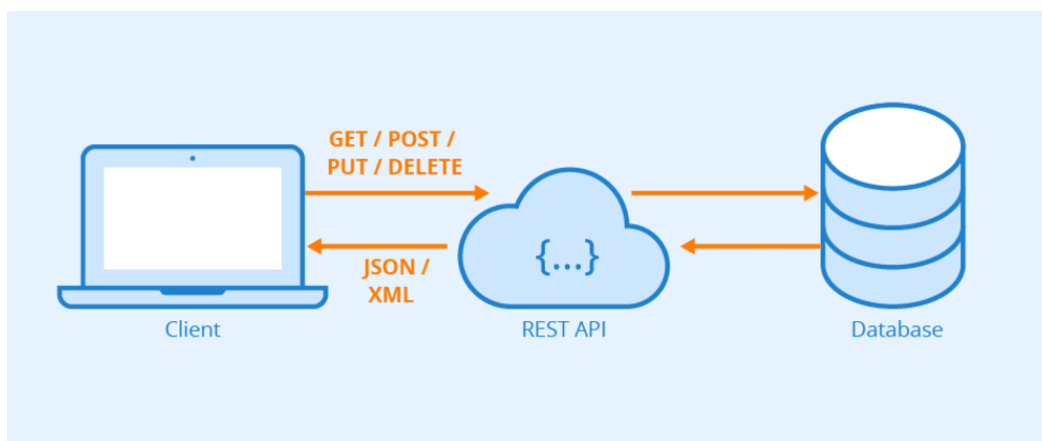 GET / POST /
PUT / DELETE
{...}
JSON /
XML
Client
REST API
Database